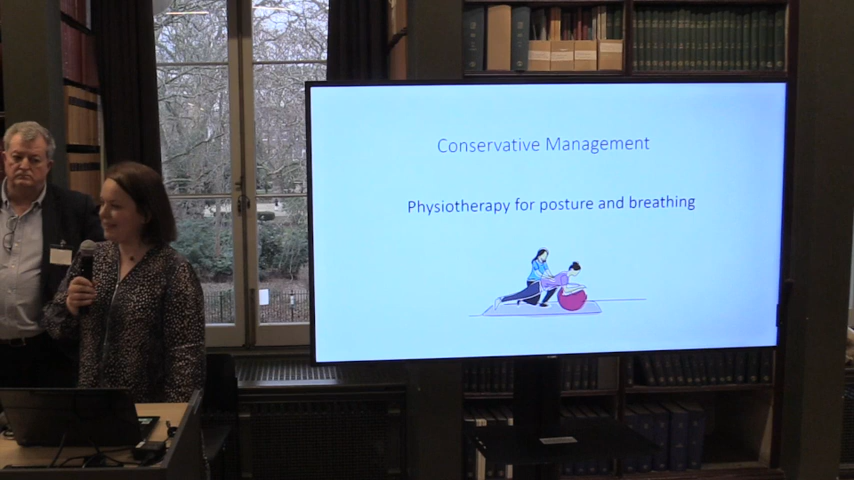 Conservative Management
Physiotherapy for posture and breathing